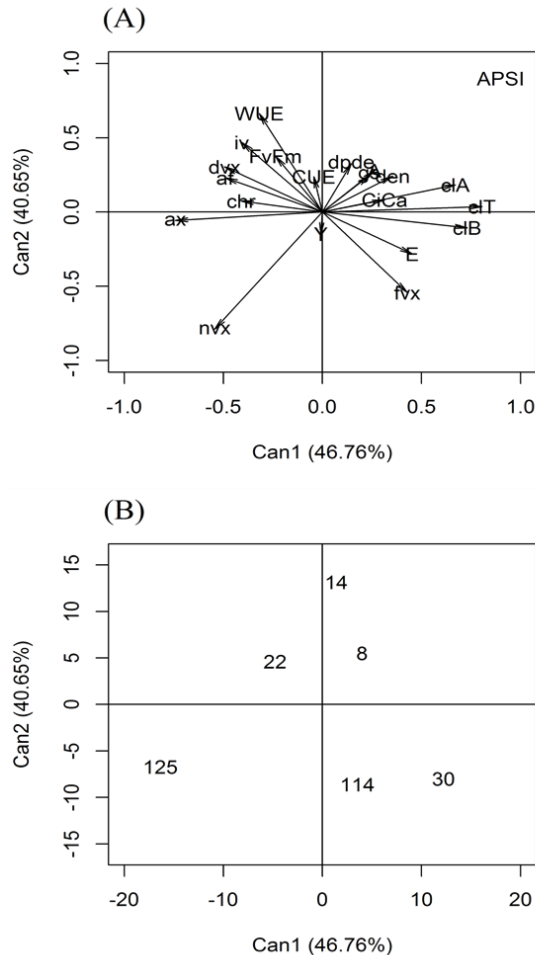 (A)
APSI
1.0
0.5
0.0
-0.5
-1.0
Can2 (40.65%)
WUE
iv
FvFm
dvx
af
CUE
dpde
gs
A
den
clA
chr
CiCa
clT
ax
clB
Y
E
fvx
nvx
-1.0 -0.5 0.0 0.5 1.0
Can1 (46.76%)
(B)
15
10
5
0
-5
-10
-15
Can2 (40.65%)
14
22
8
125
114
30
-20 -10 0 10 20
Can1 (46.76%)